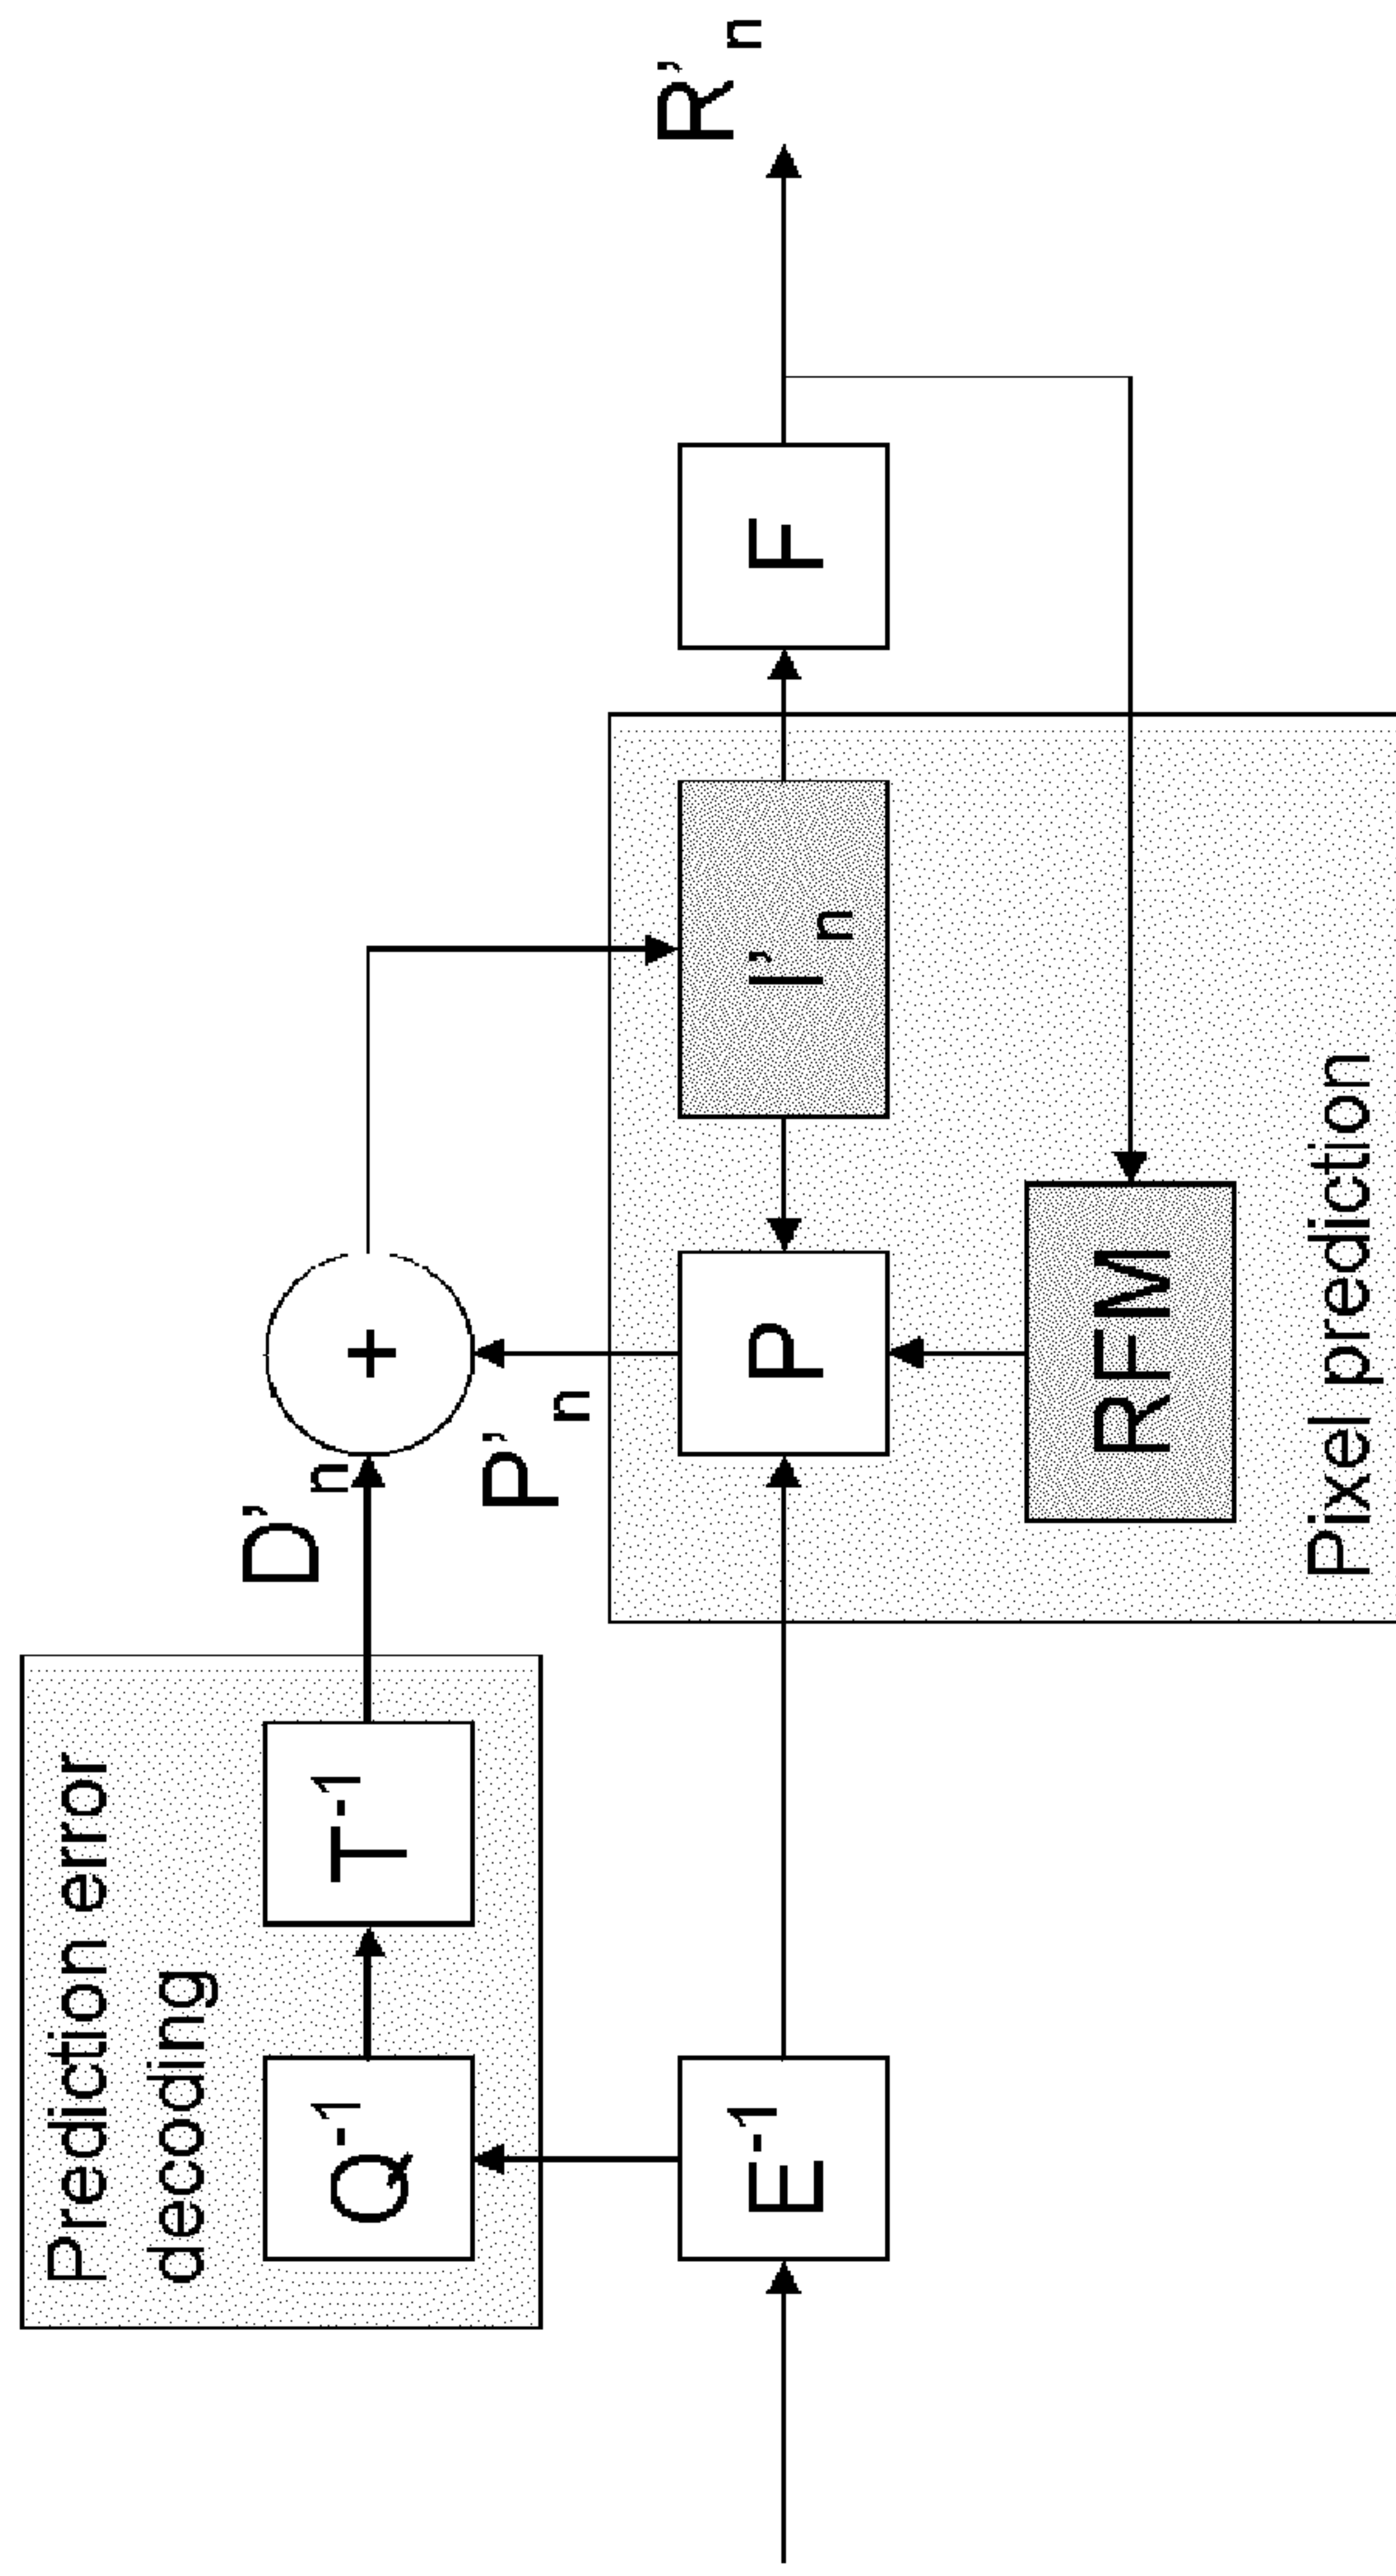 Prediction error
decoding
Q⁻¹
T⁻¹
D'n
+
P'n
E⁻¹
P
I'n
F
R'n
RFM
Pixel prediction